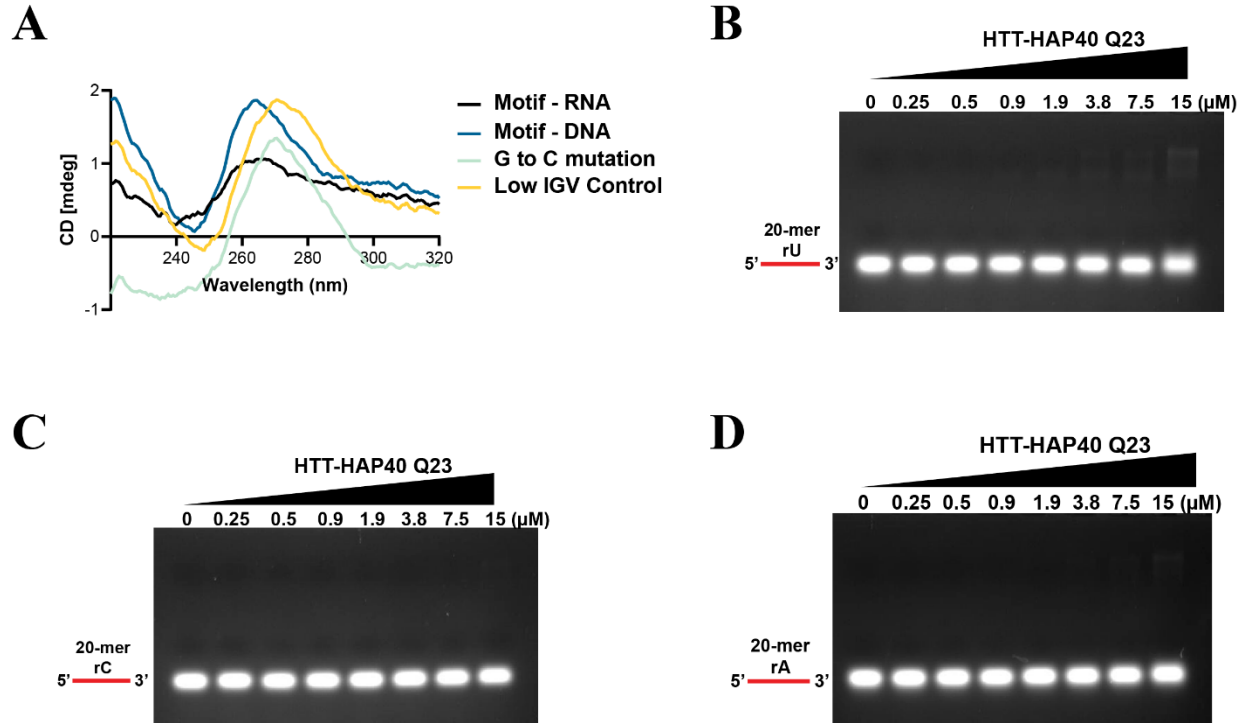 A
2
1
0
-1
CD [mdeg]
240 260 280 300 320
Wavelength (nm)
Motif - RNA
Motif - DNA
G to C mutation
Low IGV Control
B
HTT-HAP40 Q23
0 0.25 0.5 0.9 1.9 3.8 7.5 15 (µM)
20-mer
rU
5’ 3’
C
HTT-HAP40 Q23
0 0.25 0.5 0.9 1.9 3.8 7.5 15 (µM)
20-mer
rC
5’ 3’
D
HTT-HAP40 Q23
0 0.25 0.5 0.9 1.9 3.8 7.5 15 (µM)
20-mer
rA
5’ 3’